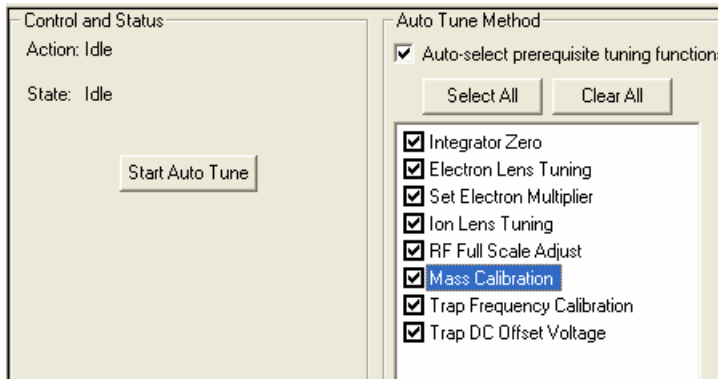 Control and Status
Action: Idle
State: Idle
Start Auto Tune
Auto Tune Method
Auto-select prerequisite tuning function
Select All
Clear All
Integrator Zero
Electron Lens Tuning
Set Electron Multiplier
Ion Lens Tuning
RF Full Scale Adjust
Mass Calibration
Trap Frequency Calibration
Trap DC Offset Voltage